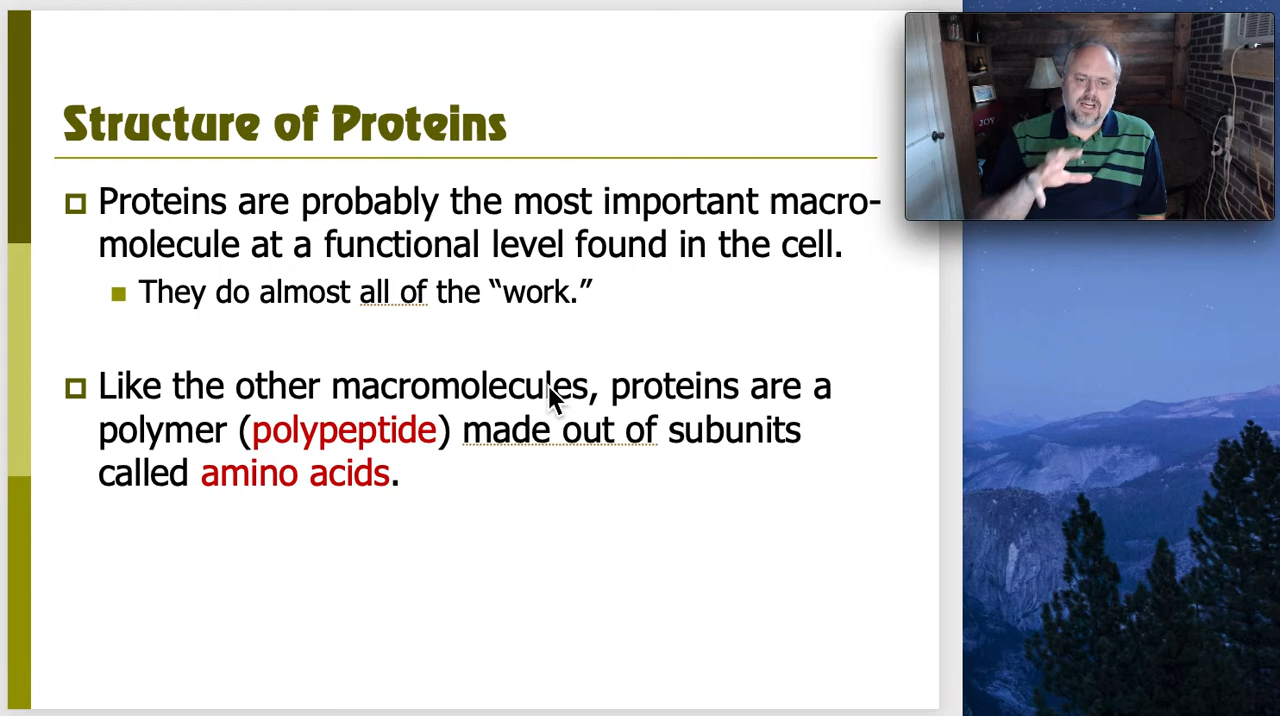 Structure of Proteins
Proteins are probably the most important macro-
molecule at a functional level found in the cell.
They do almost all of the “work.”
Like the other macromolecules, proteins are a
polymer (polypeptide) made out of subunits
called amino acids.
JOY